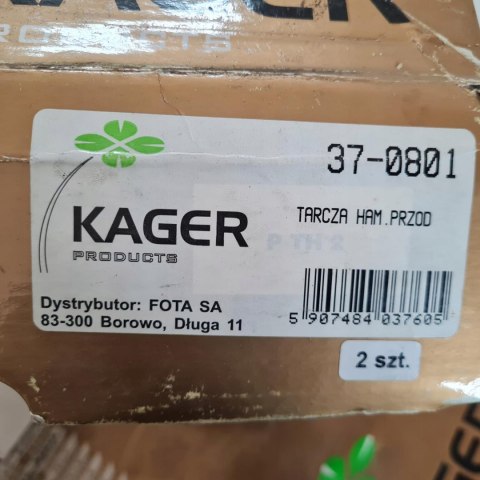 PRODUCTS
37-0801
KAGER
PRODUCTS
TARCZA HAM.PRZOD
Dystrybutor: FOTA SA
83-300 Borowo, Długa 11
5 907484 037605
2 szt.